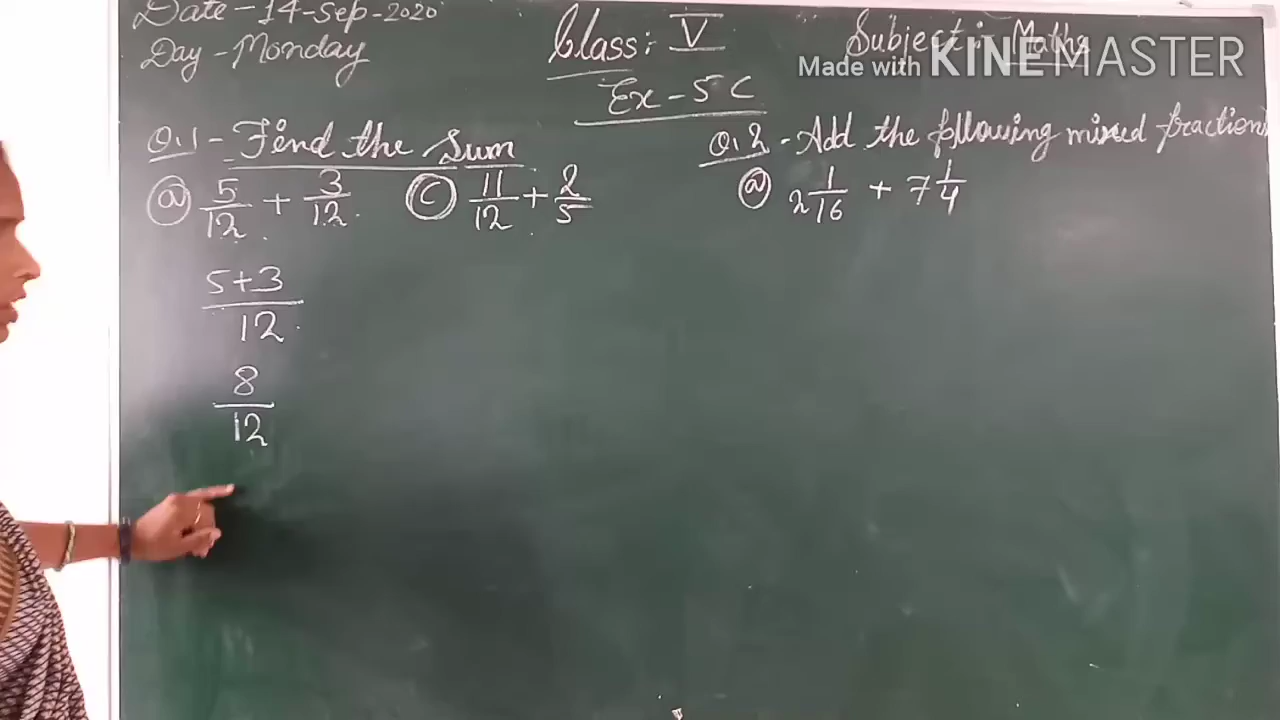 Date - 14-Sep-2020
Day - Monday
Class: V
Subject :- Maths
Made with KINEMASTER
Ex - 5 C
Q.1 - Find the Sum
(a) 5/12 + 3/12
(c) 11/12 + 2/5
5+3/12
8/12
Q.2 - Add the following mixed fractions
(a) 2 1/16 + 7 1/4